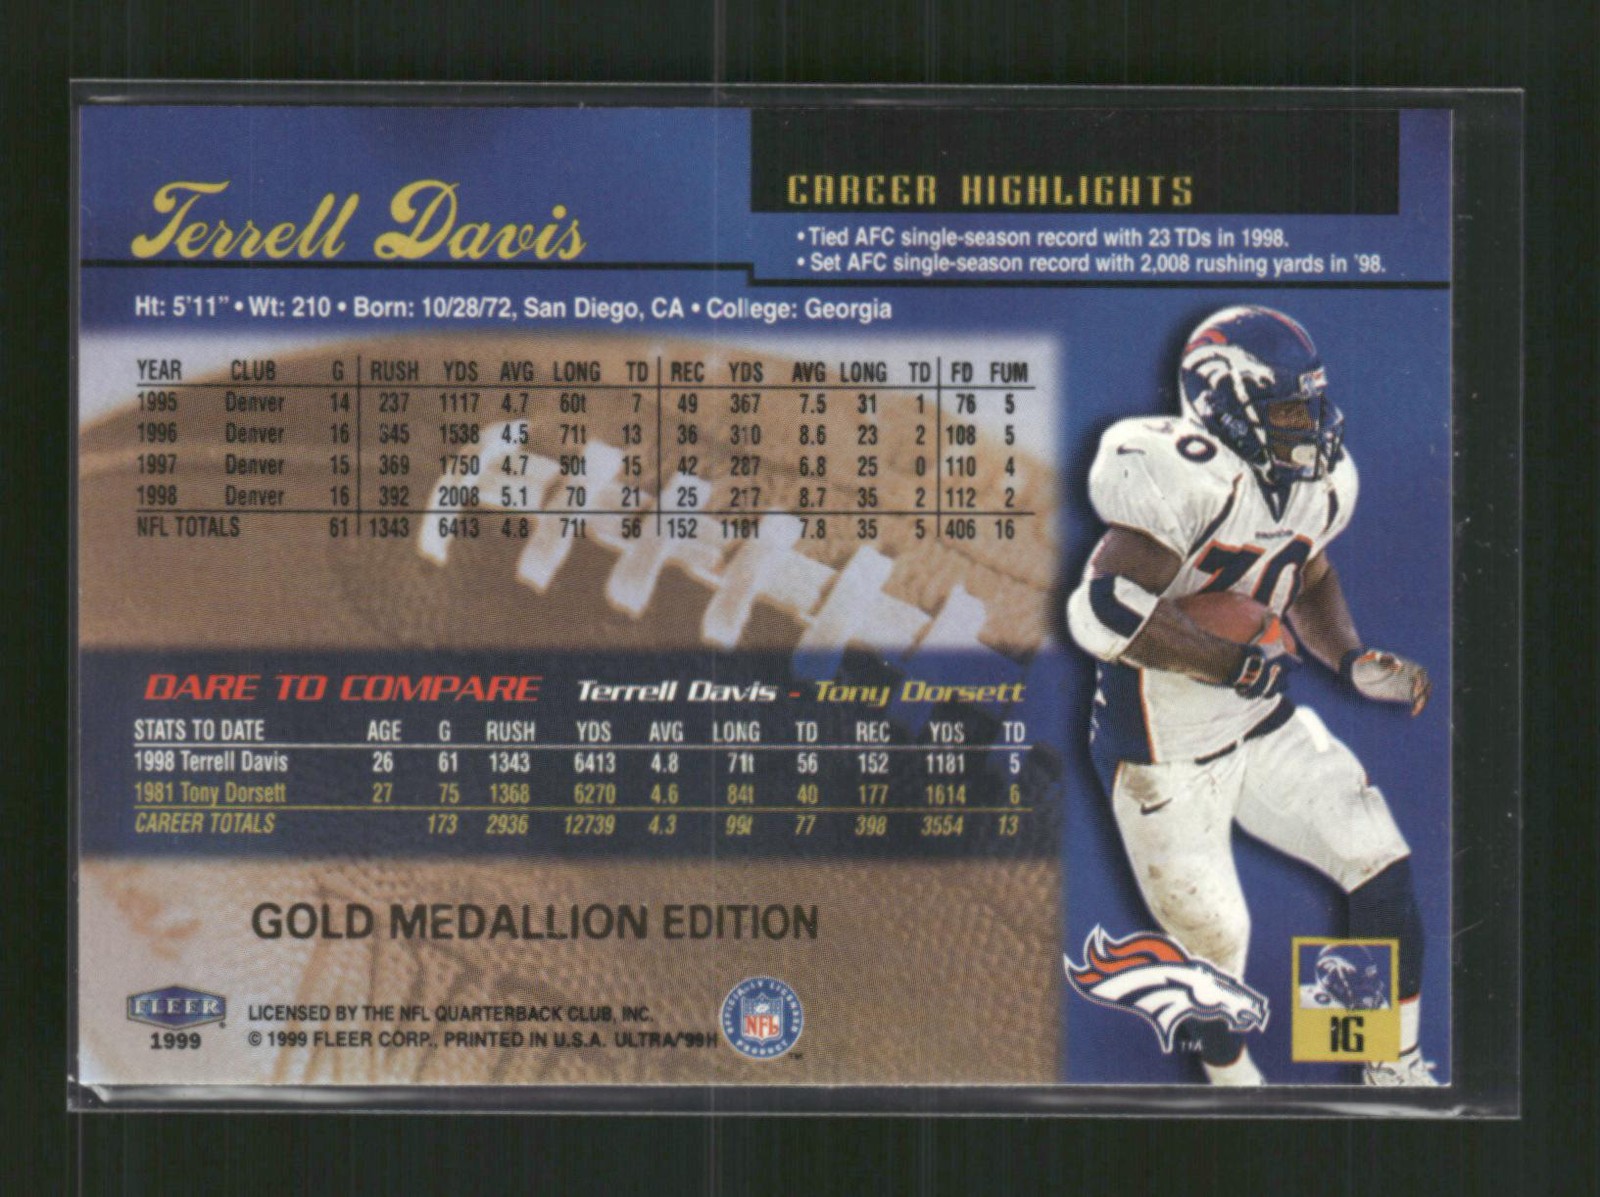 Terrell Davis
CAREER HIGHLIGHTS
• Tied AFC single-season record with 23 TDs in 1998.
• Set AFC single-season record with 2,008 rushing yards in '98.
Ht: 5'11" • Wt: 210 • Born: 10/28/72, San Diego, CA • College: Georgia
YEAR CLUB G RUSH YDS AVG LONG TD REC YDS AVG LONG TD FD FUM
1995 Denver 14 237 1117 4.7 60t 7 49 367 7.5 31 1 76 5
1996 Denver 16 345 1538 4.5 71t 13 36 310 8.6 23 2 108 5
1997 Denver 15 369 1750 4.7 50t 15 42 287 6.8 25 0 110 4
1998 Denver 16 392 2008 5.1 70 21 25 217 8.7 35 2 112 2
NFL TOTALS 61 1343 6413 4.8 71t 56 152 1181 7.8 35 5 406 16
DARE TO COMPARE Terrell Davis - Tony Dorsett
STATS TO DATE AGE G RUSH YDS AVG LONG TD REC YDS TD
1998 Terrell Davis 26 61 1343 6413 4.8 71t 56 152 1181 5
1981 Tony Dorsett 27 75 1368 6270 4.6 84t 40 177 1614 6
CAREER TOTALS 173 2936 12739 4.3 99t 77 398 3554 13
GOLD MEDALLION EDITION
FLEER
1999
LICENSED BY THE NFL QUARTERBACK CLUB, INC.
© 1999 FLEER CORP., PRINTED IN U.S.A. ULTRA/'99H
OFFICIALLY LICENSED
NFL
PRODUCT
TM
16